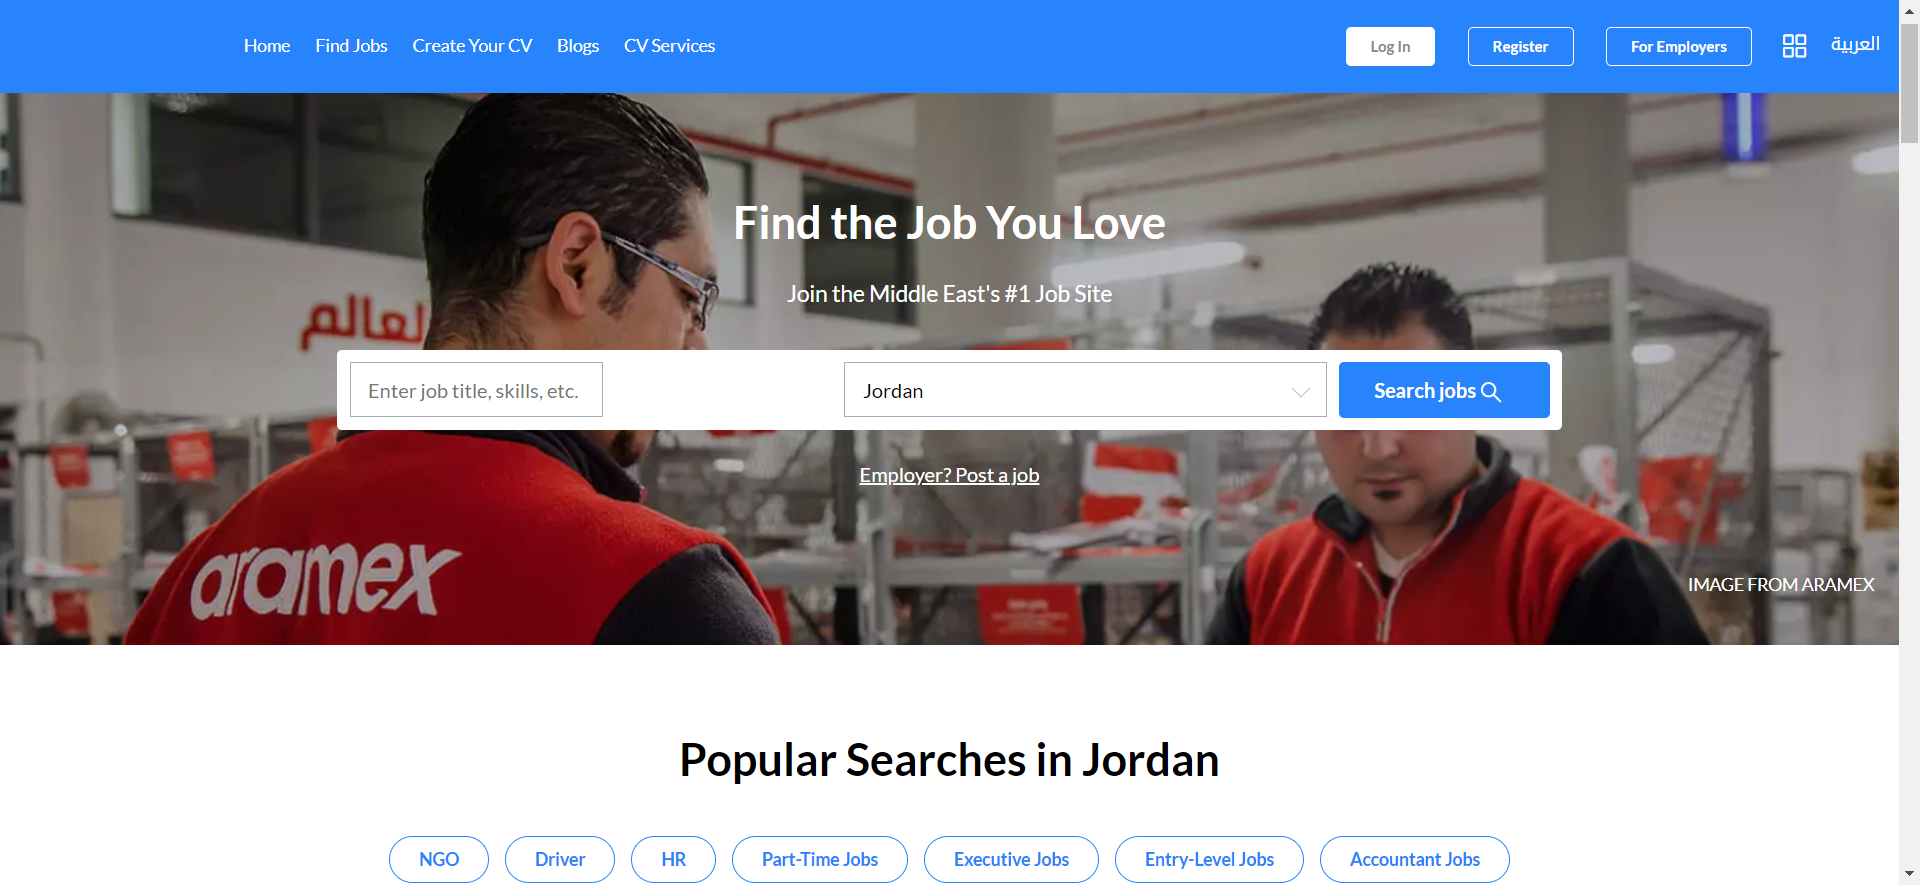 Home Find Jobs Create Your CV Blogs CV Services Log In Register For Employers العربية
Find the Job You Love
Join the Middle East's #1 Job Site
لعالم
Enter job title, skills, etc. Jordan Search jobs
Employer? Post a job
aramex
IMAGE FROM ARAMEX
Popular Searches in Jordan
NGO Driver HR Part-Time Jobs Executive Jobs Entry-Level Jobs Accountant Jobs